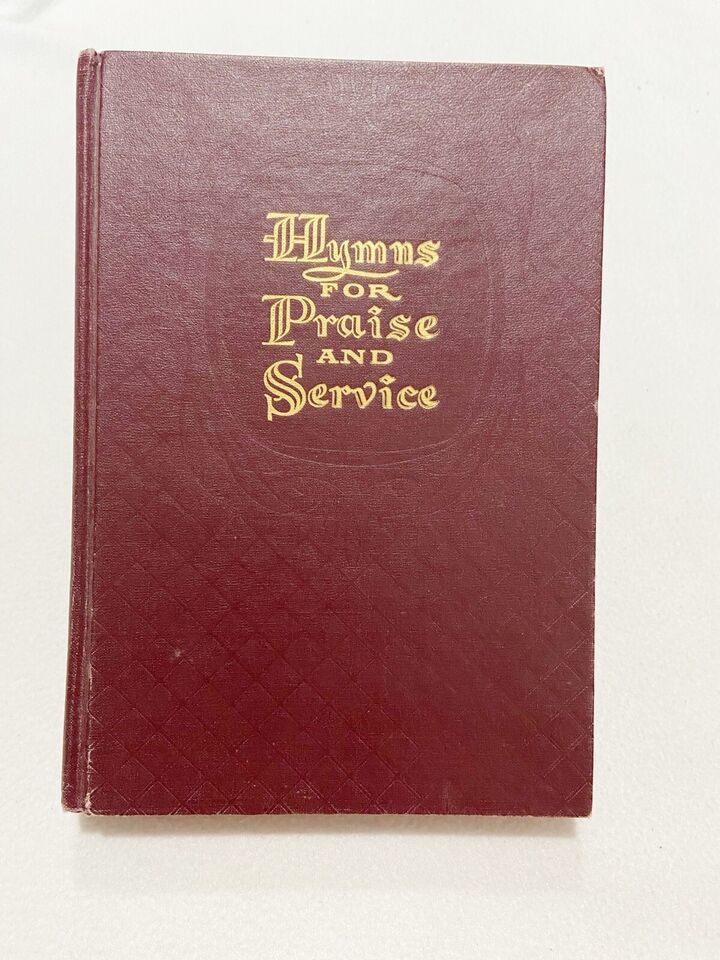 Hymns
FOR
Praise
AND
Service